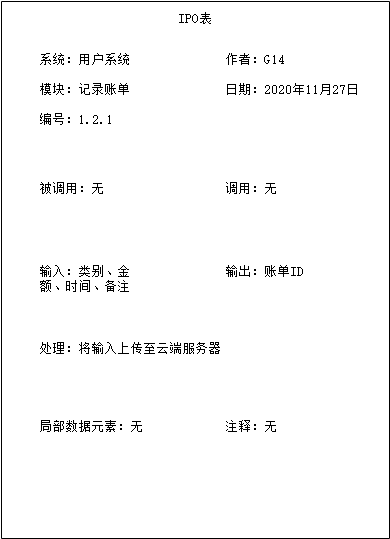 IPO表
系统：用户系统
作者：G14
模块：记录账单
日期：2020年11月27日
编号：1.2.1
被调用：无
调用：无
输入：类别、金
额、时间、备注
输出：账单ID
处理：将输入上传至云端服务器
局部数据元素：无
注释：无